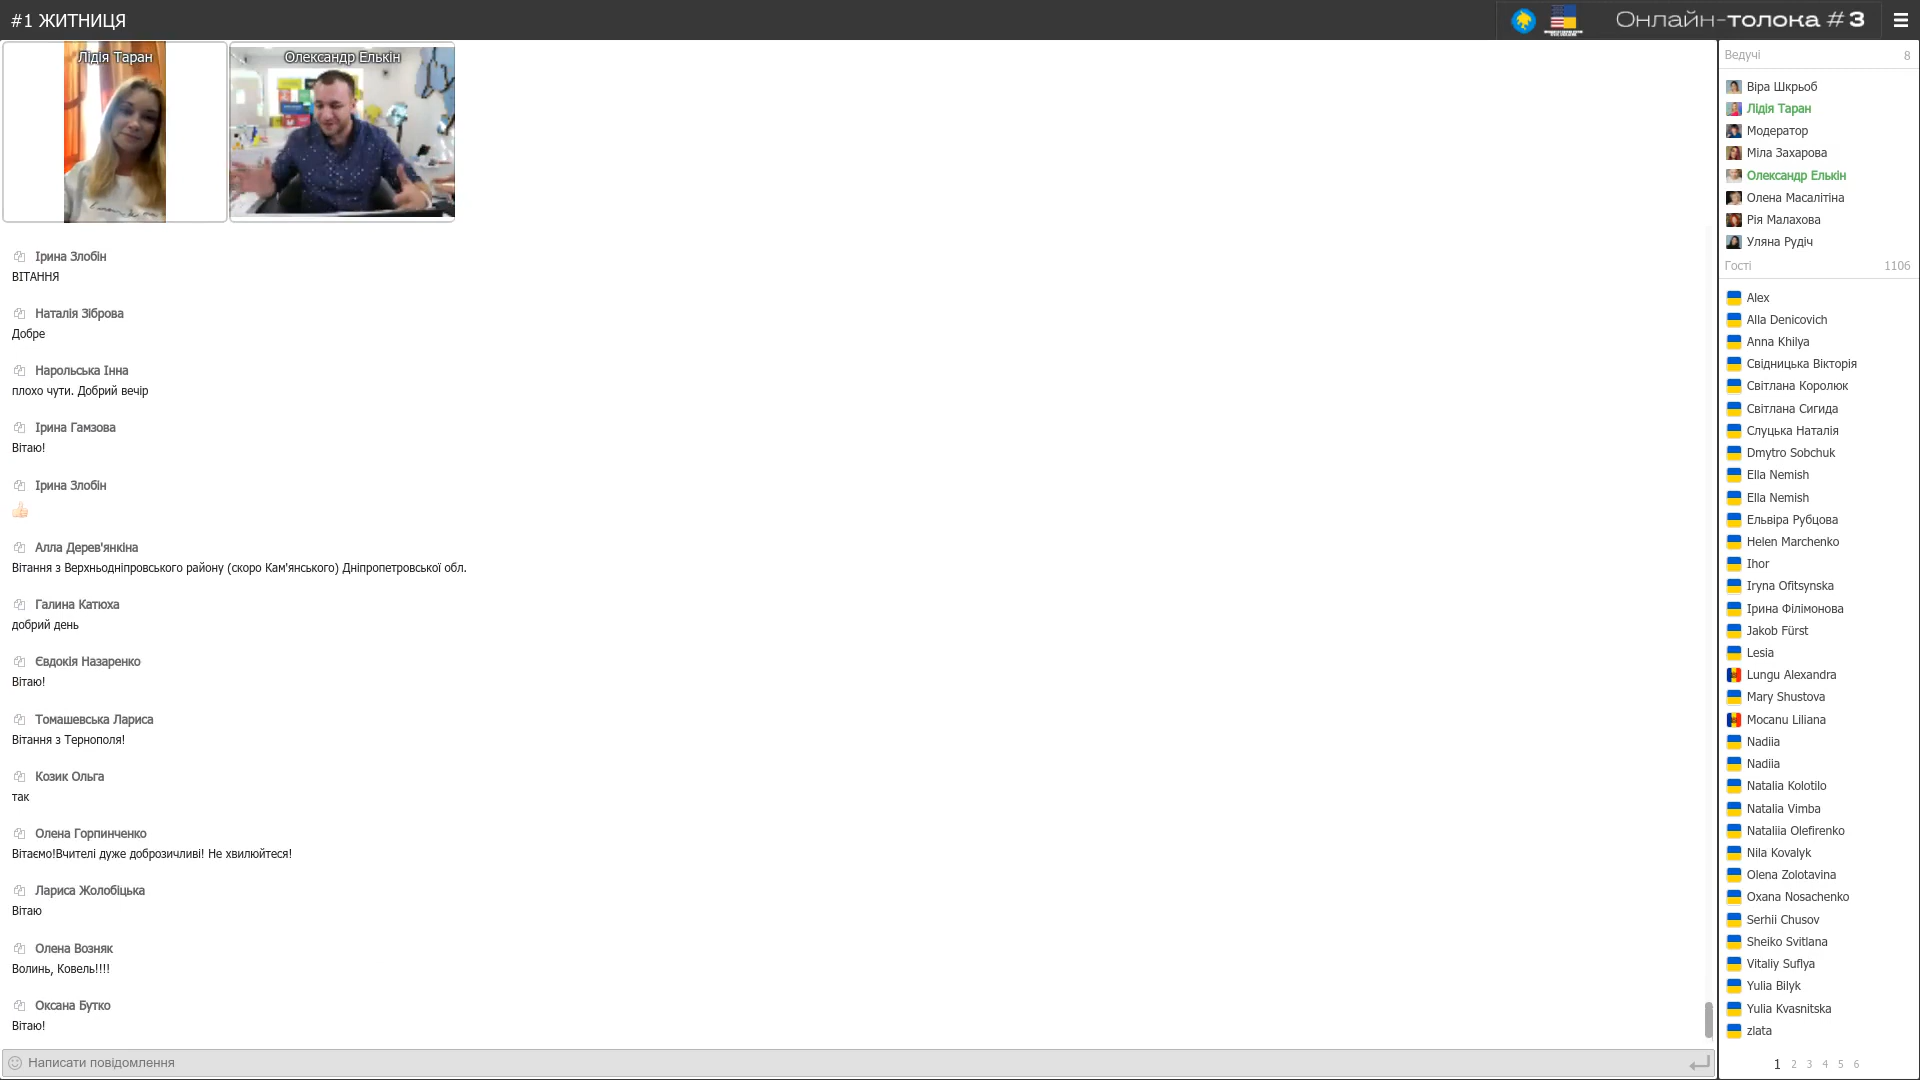 #1 ЖИТНИЦЯ
Онлайн-толока #3
Лідія Таран
Олександр Елькін
Ірина Злобін
ВІТАННЯ
Наталія Зіброва
Добре
Нарольська Інна
плохо чути. Добрий вечір
Ірина Гамзова
Вітаю!
Ірина Злобін
Алла Дерев'янкіна
Вітання з Верхньодніпровського району (скоро Кам'янського) Дніпропетровської обл.
Галина Катюха
добрий день
Євдокія Назаренко
Вітаю!
Томашевська Лариса
Вітання з Тернополя!
Козик Ольга
так
Олена Горпинченко
Вітаємо!Вчителі дуже доброзичливі! Не хвилюйтеся!
Лариса Жолобіцька
Вітаю
Олена Возняк
Волинь, Ковель!!!!
Оксана Бутко
Вітаю!
Написати повідомлення
Ведучі 8
Віра Шкрьоб
Лідія Таран
Модератор
Міла Захарова
Олександр Елькін
Олена Масалітіна
Рія Малахова
Уляна Рудіч
Гості 1106
Alex
Alla Denicovich
Anna Khilya
Свідницька Вікторія
Світлана Королюк
Світлана Сигида
Слуцька Наталія
Dmytro Sobchuk
Ella Nemish
Ella Nemish
Ельвіра Рубцова
Helen Marchenko
Ihor
Iryna Ofitsynska
Ірина Філімонова
Jakob Fürst
Lesia
Lungu Alexandra
Mary Shustova
Mocanu Liliana
Nadiia
Nadiia
Natalia Kolotilo
Natalia Vimba
Nataliia Olefirenko
Nila Kovalyk
Olena Zolotavina
Oxana Nosachenko
Serhii Chusov
Sheiko Svitlana
Vitaliy Suflya
Yulia Bilyk
Yulia Kvasnitska
zlata
1 2 3 4 5 6